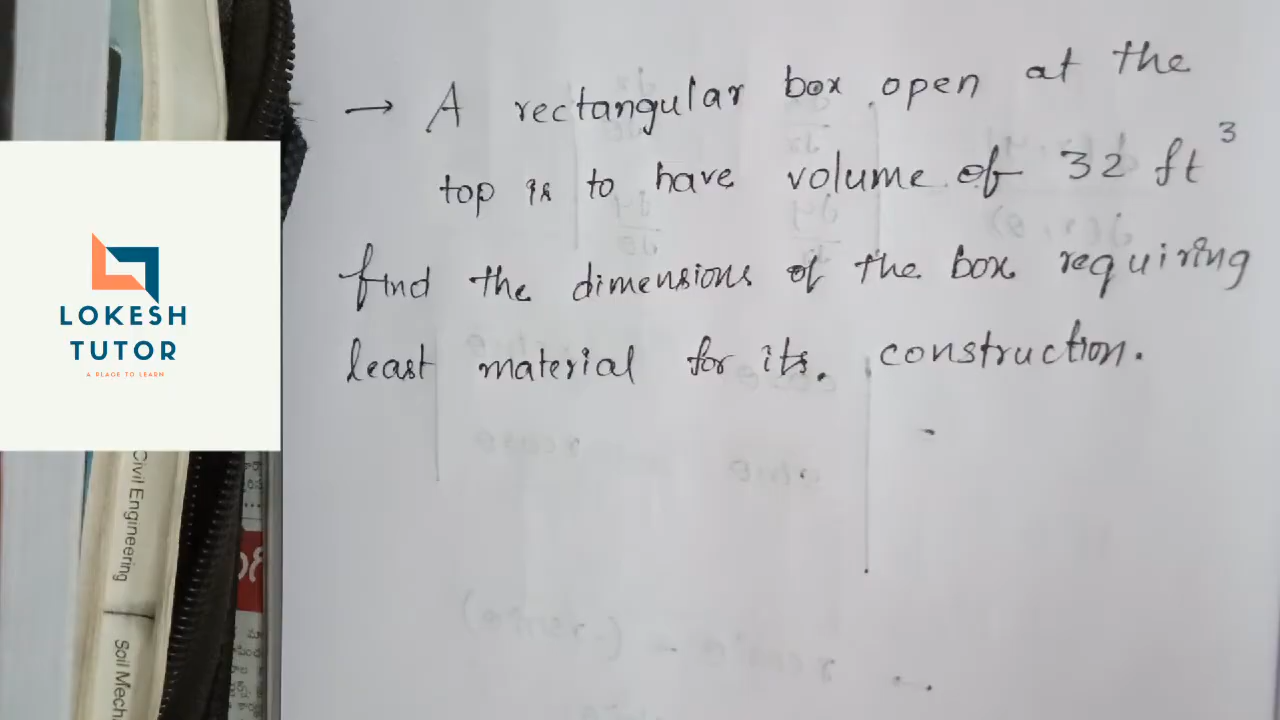 → A rectangular box open at the
top is to have volume of 32 ft³
find the dimensions of the box requiring
least material for its. construction.
LOKESH
TUTOR
A PLACE TO LEARN
Civil Engineering
Soil Mech